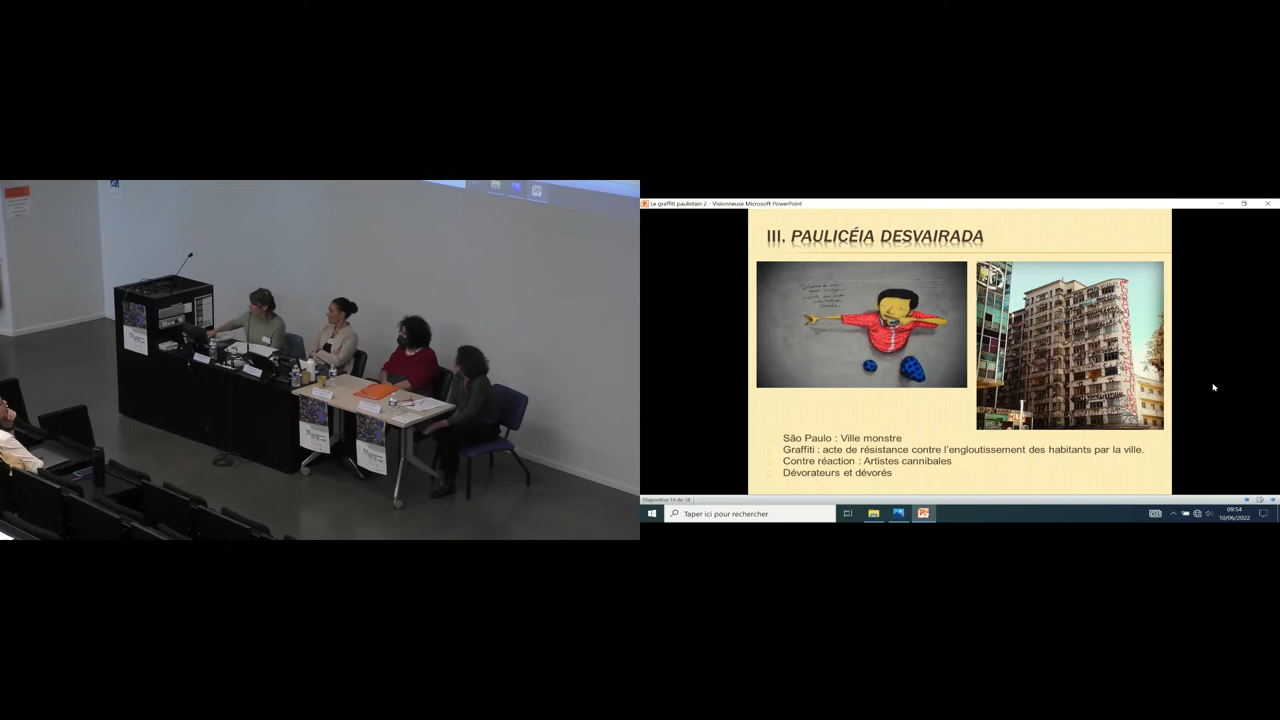 Le graffiti paulistain 2 - Visionneuse Microsoft PowerPoint
III. PAULICÉIA DESVAIRADA
São Paulo : Ville monstre
Graffiti : acte de résistance contre l'engloutissement des habitants par la ville.
Contre réaction : Artistes cannibales
Dévorateurs et dévorés
Taper ici pour rechercher
09:54
10/06/2022